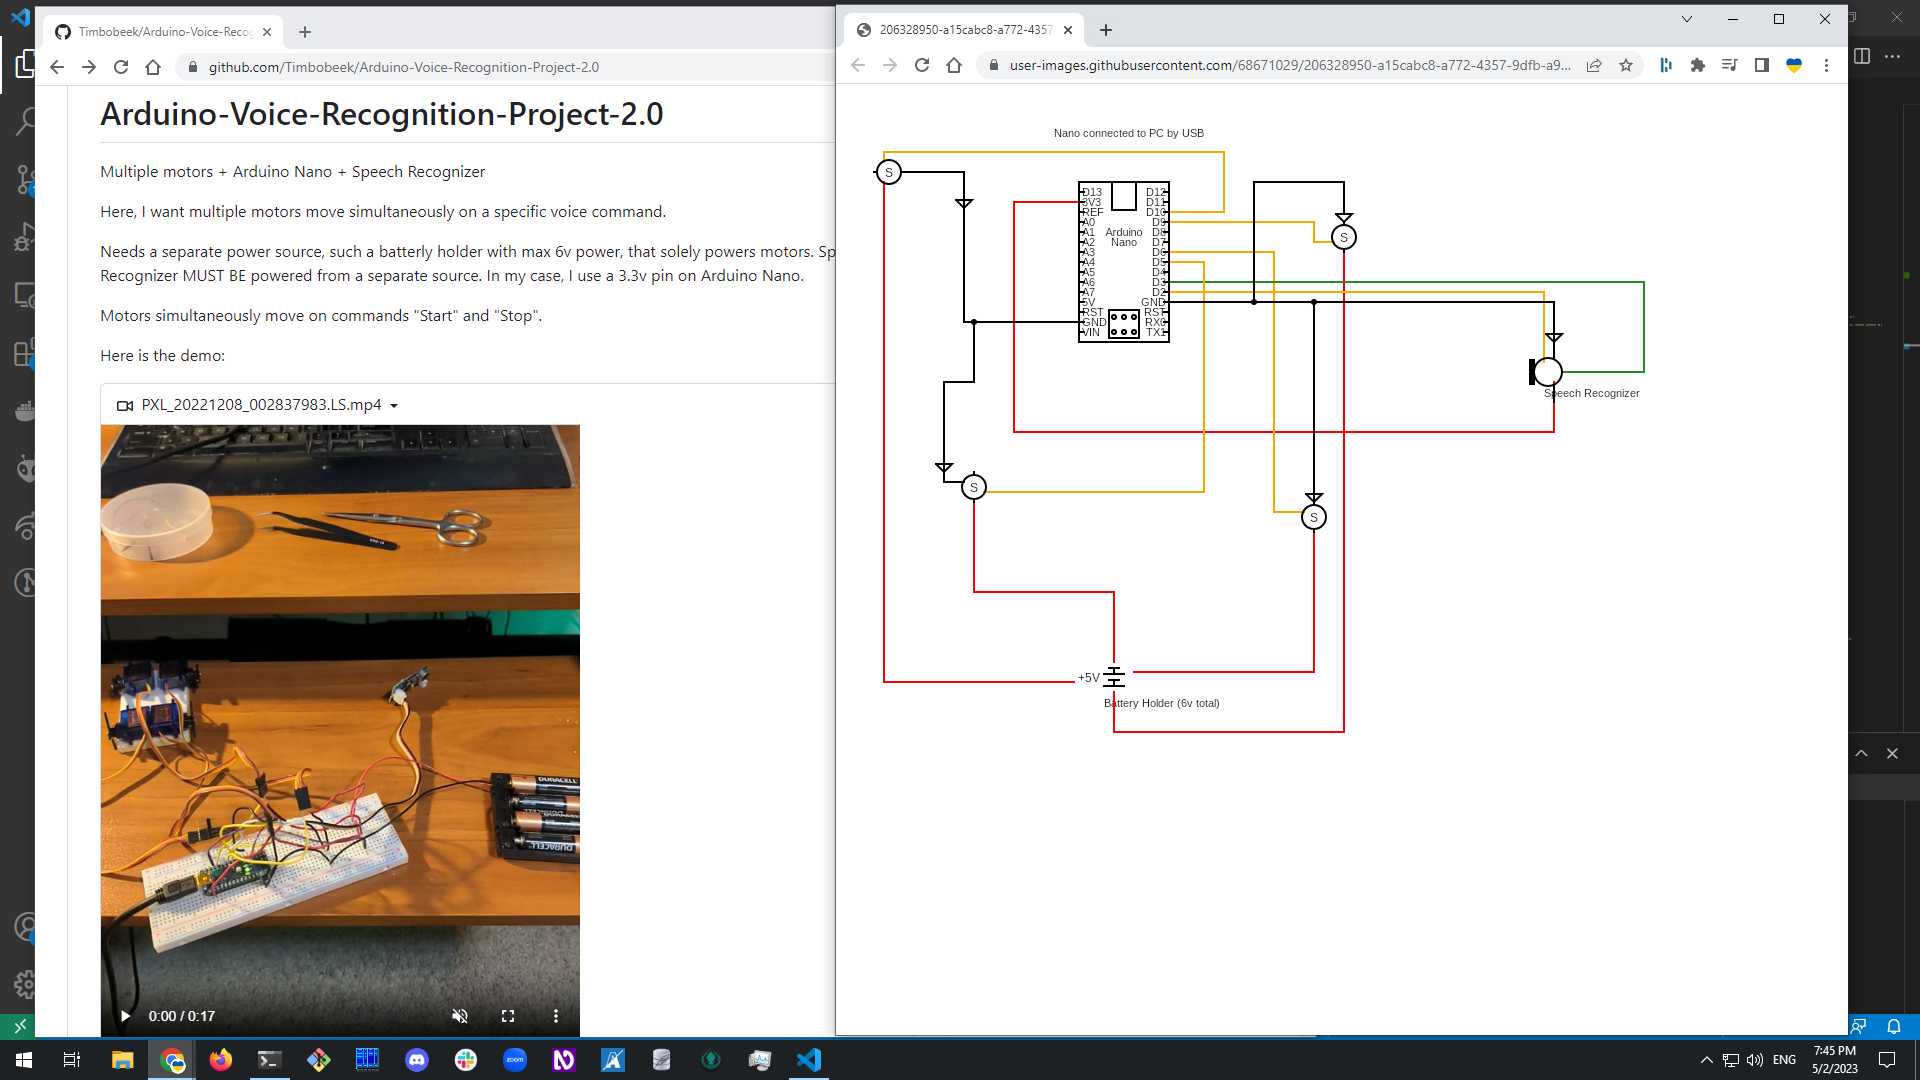 Timbobeek/Arduino-Voice-Recog
github.com/Timbobeek/Arduino-Voice-Recognition-Project-2.0
Arduino-Voice-Recognition-Project-2.0
Multiple motors + Arduino Nano + Speech Recognizer
Here, I want multiple motors move simultaneously on a specific voice command.
Needs a separate power source, such a batterly holder with max 6v power, that solely powers motors. Sp
Recognizer MUST BE powered from a separate source. In my case, I use a 3.3v pin on Arduino Nano.
Motors simultaneously move on commands "Start" and "Stop".
Here is the demo:
PXL_20221208_002837983.LS.mp4
DURACELL
DURACELL
DURACELL
DURACELL
0:00 / 0:17
206328950-a15cabc8-a772-4357
user-images.githubusercontent.com/68671029/206328950-a15cabc8-a772-4357-9dfb-a9...
Nano connected to PC by USB
S
D13 D12
3V3 D11
REF D10
A0 D9
A1 Arduino D8
A2 Nano D7
A3 D6
A4 D5
A5 D4
A6 D3
A7 D2
5V GND
RST RST
GND RX0
VIN TX1
S
Speech Recognizer
S
S
+5V
Battery Holder (6v total)
zoom
ENG
7:45 PM
5/2/2023